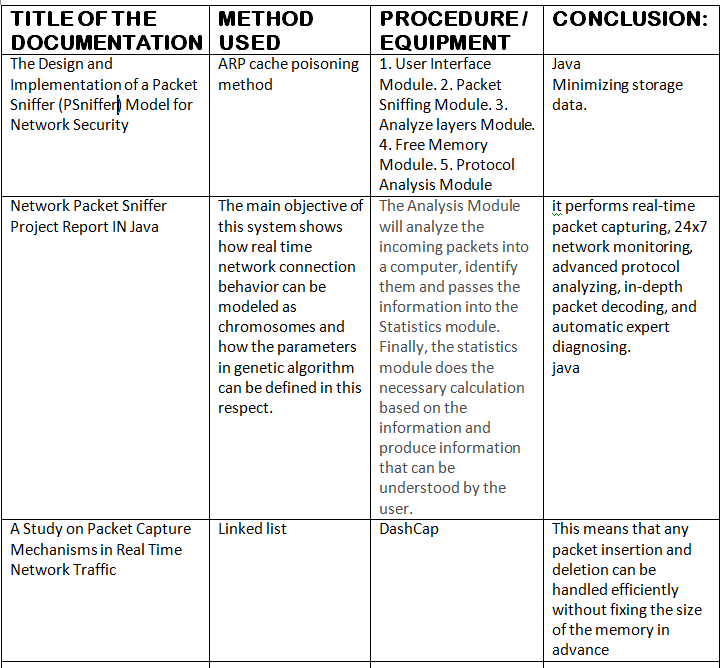 TITLE OF THE
DOCUMENTATION
METHOD
USED
PROCEDURE/
EQUIPMENT
CONCLUSION:
The Design and
Implementation of a Packet
Sniffer (PSniffer) Model for
Network Security
ARP cache poisoning
method
1. User Interface
Module. 2. Packet
Sniffing Module. 3.
Analyze layers Module.
4. Free Memory
Module. 5. Protocol
Analysis Module
Java
Minimizing storage
data.
Network Packet Sniffer
Project Report IN Java
The main objective of
this system shows
how real time
network connection
behavior can be
modeled as
chromosomes and
how the parameters
in genetic algorithm
can be defined in this
respect.
The Analysis Module
will analyze the
incoming packets into
a computer, identify
them and passes the
information into the
Statistics module.
Finally, the statistics
module does the
necessary calculation
based on the
information and
produce information
that can be
understood by the
user.
it performs real-time
packet capturing, 24x7
network monitoring,
advanced protocol
analyzing, in-depth
packet decoding, and
automatic expert
diagnosing.
java
A Study on Packet Capture
Mechanisms in Real Time
Network Traffic
Linked list
DashCap
This means that any
packet insertion and
deletion can be
handled efficiently
without fixing the size
of the memory in
advance